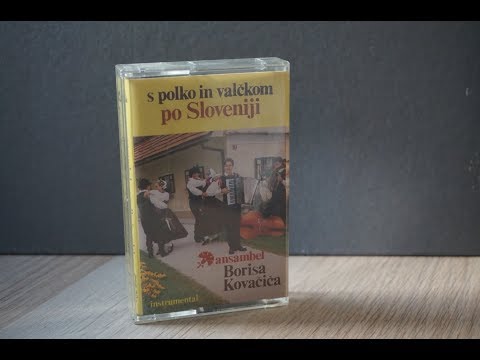 s polko in valčkom
po Sloveniji
ansambel
Borisa
Kovačiča
instrumental